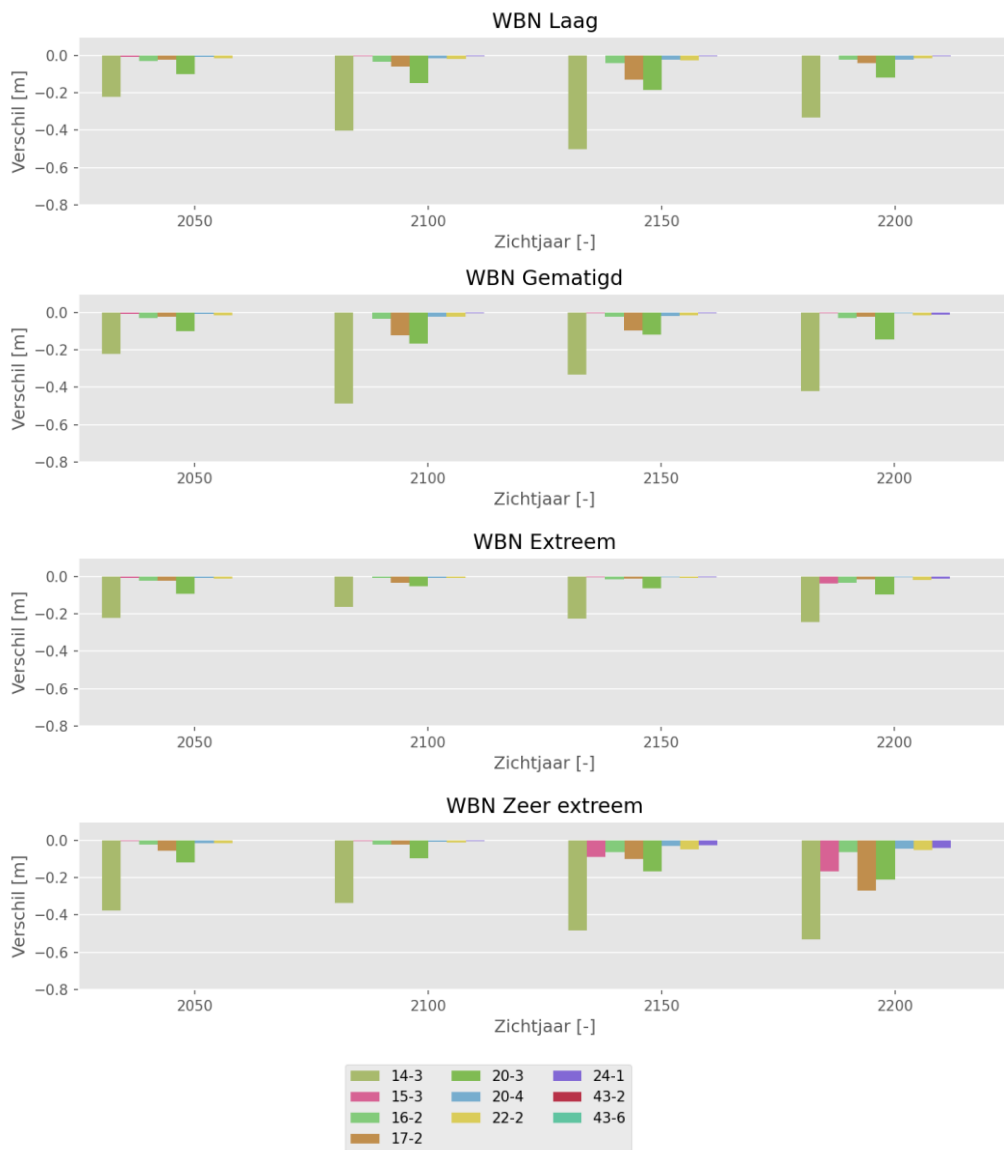 WBN Laag
0.0
−0.2
−0.4
−0.6
−0.8
Verschil [m]
2050 2100 2150 2200
Zichtjaar [-]
WBN Gematigd
0.0
−0.2
−0.4
−0.6
−0.8
Verschil [m]
2050 2100 2150 2200
Zichtjaar [-]
WBN Extreem
0.0
−0.2
−0.4
−0.6
−0.8
Verschil [m]
2050 2100 2150 2200
Zichtjaar [-]
WBN Zeer extreem
0.0
−0.2
−0.4
−0.6
−0.8
Verschil [m]
2050 2100 2150 2200
Zichtjaar [-]
14-3 20-3 24-1
15-3 20-4 43-2
16-2 22-2 43-6
17-2